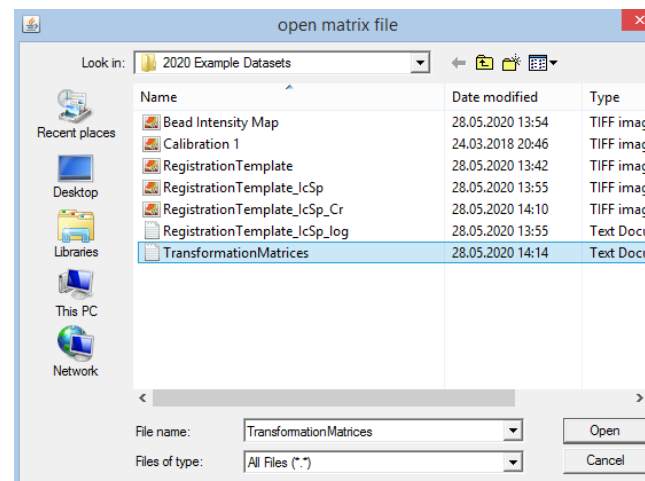 open matrix file
Look in: 2020 Example Datasets
Name Date modified Type
Bead Intensity Map 28.05.2020 13:54 TIFF imag
Calibration 1 24.03.2018 20:46 TIFF imag
RegistrationTemplate 28.05.2020 13:42 TIFF imag
RegistrationTemplate_IcSp 28.05.2020 13:55 TIFF imag
RegistrationTemplate_IcSp_Cr 28.05.2020 14:10 TIFF imag
RegistrationTemplate_IcSp_log 28.05.2020 13:55 Text Docu
TransformationMatrices 28.05.2020 14:14 Text Docu
Recent places
Desktop
Libraries
This PC
Network
File name: TransformationMatrices Open
Files of type: All Files (*.*) Cancel